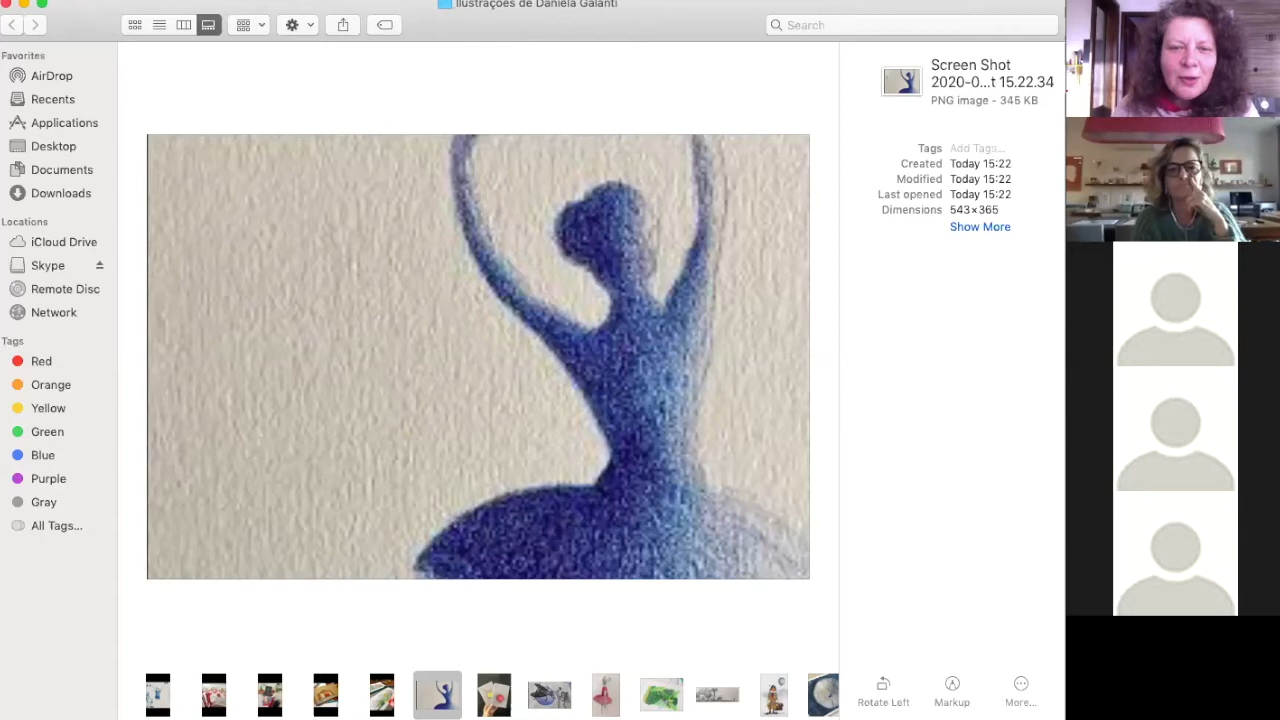 Ilustrações de Daniela Galanti
Search
Favorites
AirDrop
Recents
Applications
Desktop
Documents
Downloads
Locations
iCloud Drive
Skype
Remote Disc
Network
Tags
Red
Orange
Yellow
Green
Blue
Purple
Gray
All Tags...
Screen Shot
2020-0...t 15.22.34
PNG image - 345 KB
Tags Add Tags...
Created Today 15:22
Modified Today 15:22
Last opened Today 15:22
Dimensions 543×365
Show More
Rotate Left
Markup
More...